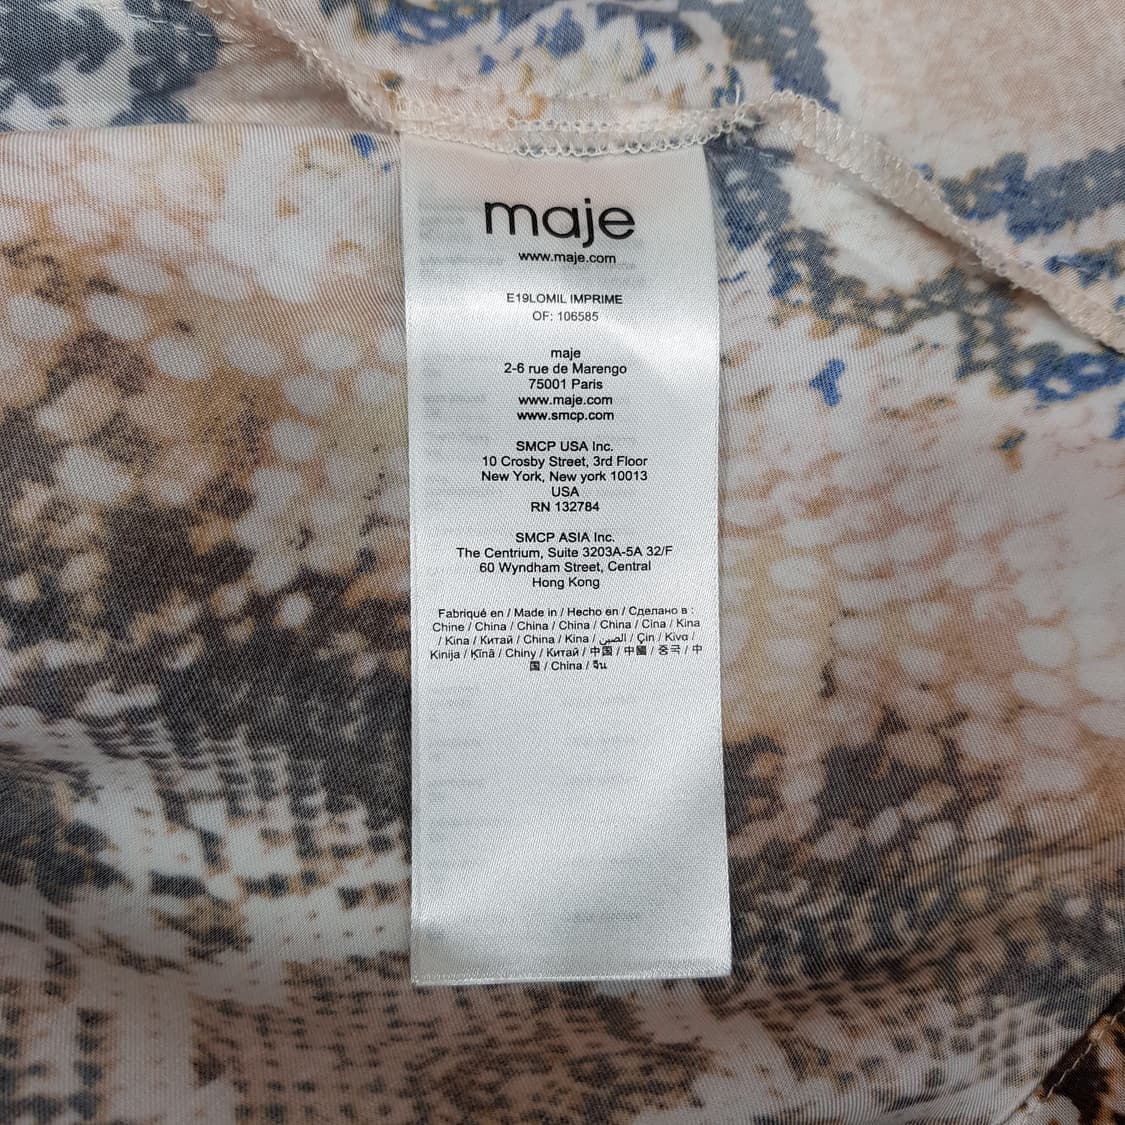 maje
www.maje.com
E19LOMIL IMPRIME
OF: 106585
maje
2-6 rue de Marengo
75001 Paris
www.maje.com
www.smcp.com
SMCP USA Inc.
10 Crosby Street, 3rd Floor
New York, New york 10013
USA
RN 132784
SMCP ASIA Inc.
The Centrium, Suite 3203A-5A 32/F
60 Wyndham Street, Central
Hong Kong
Fabriqué en / Made in / Hecho en / Сделано в :
Chine / China / China / China / China / Cina / Kina
/ Kina / Китай / China / Kina / الصين / Çin / Κίνα /
Kinija / Ķīnā / Chiny / Китай / 中国 / 中國 / 중국 / 中
国 / China / จีน